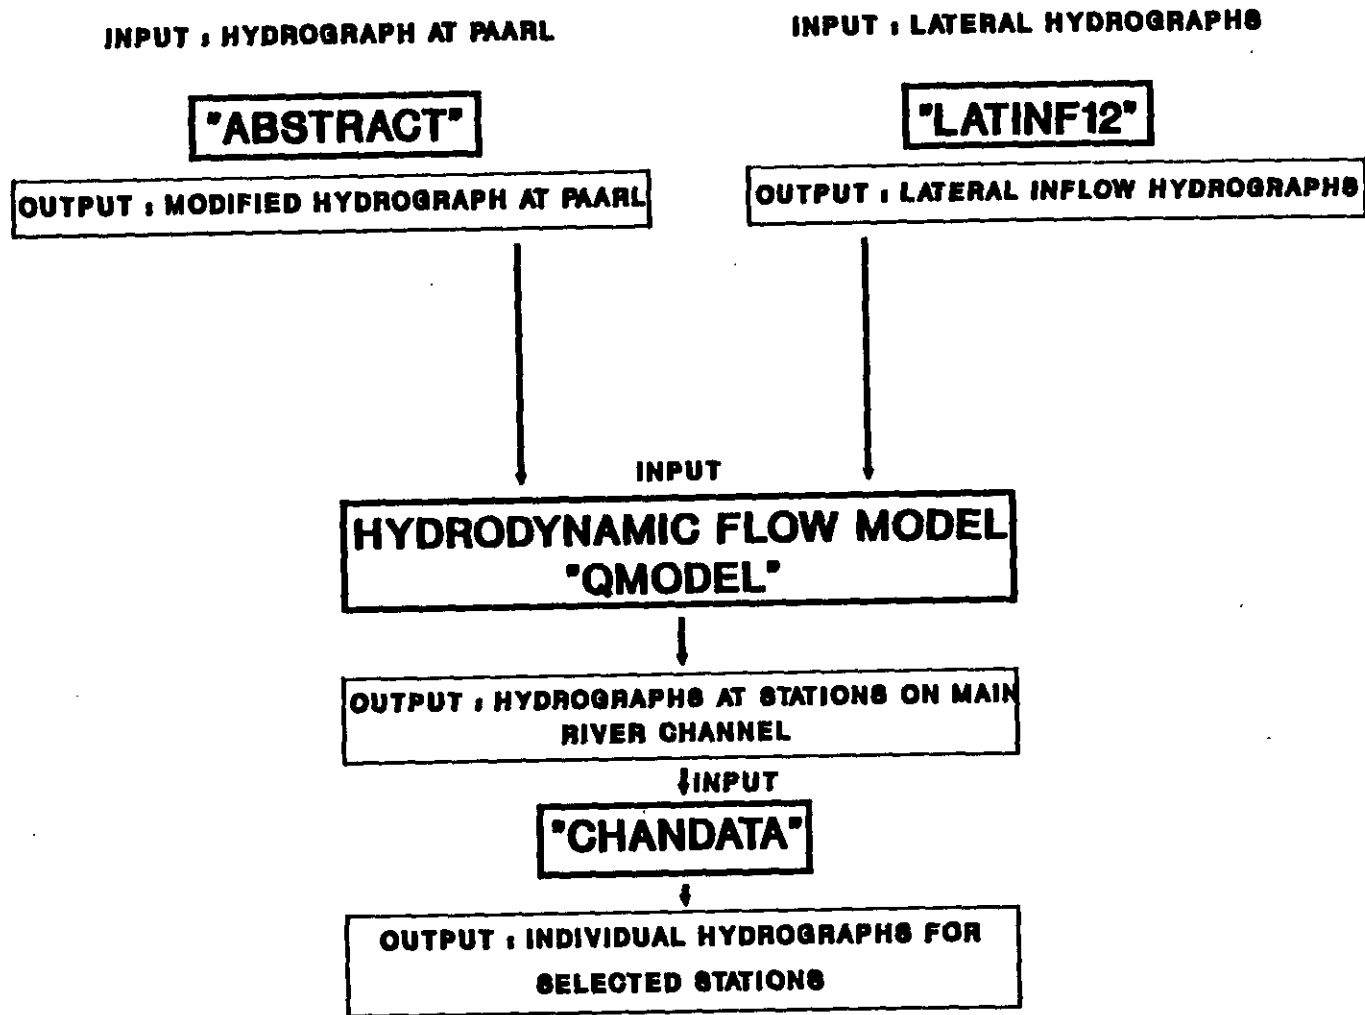 INPUT : HYDROGRAPH AT PAARL
INPUT : LATERAL HYDROGRAPHS
"ABSTRACT"
"LATINF12"
OUTPUT : MODIFIED HYDROGRAPH AT PAARL
OUTPUT : LATERAL INFLOW HYDROGRAPHS
INPUT
HYDRODYNAMIC FLOW MODEL
"QMODEL"
OUTPUT : HYDROGRAPHS AT STATIONS ON MAIN
RIVER CHANNEL
INPUT
"CHANDATA"
OUTPUT : INDIVIDUAL HYDROGRAPHS FOR
SELECTED STATIONS